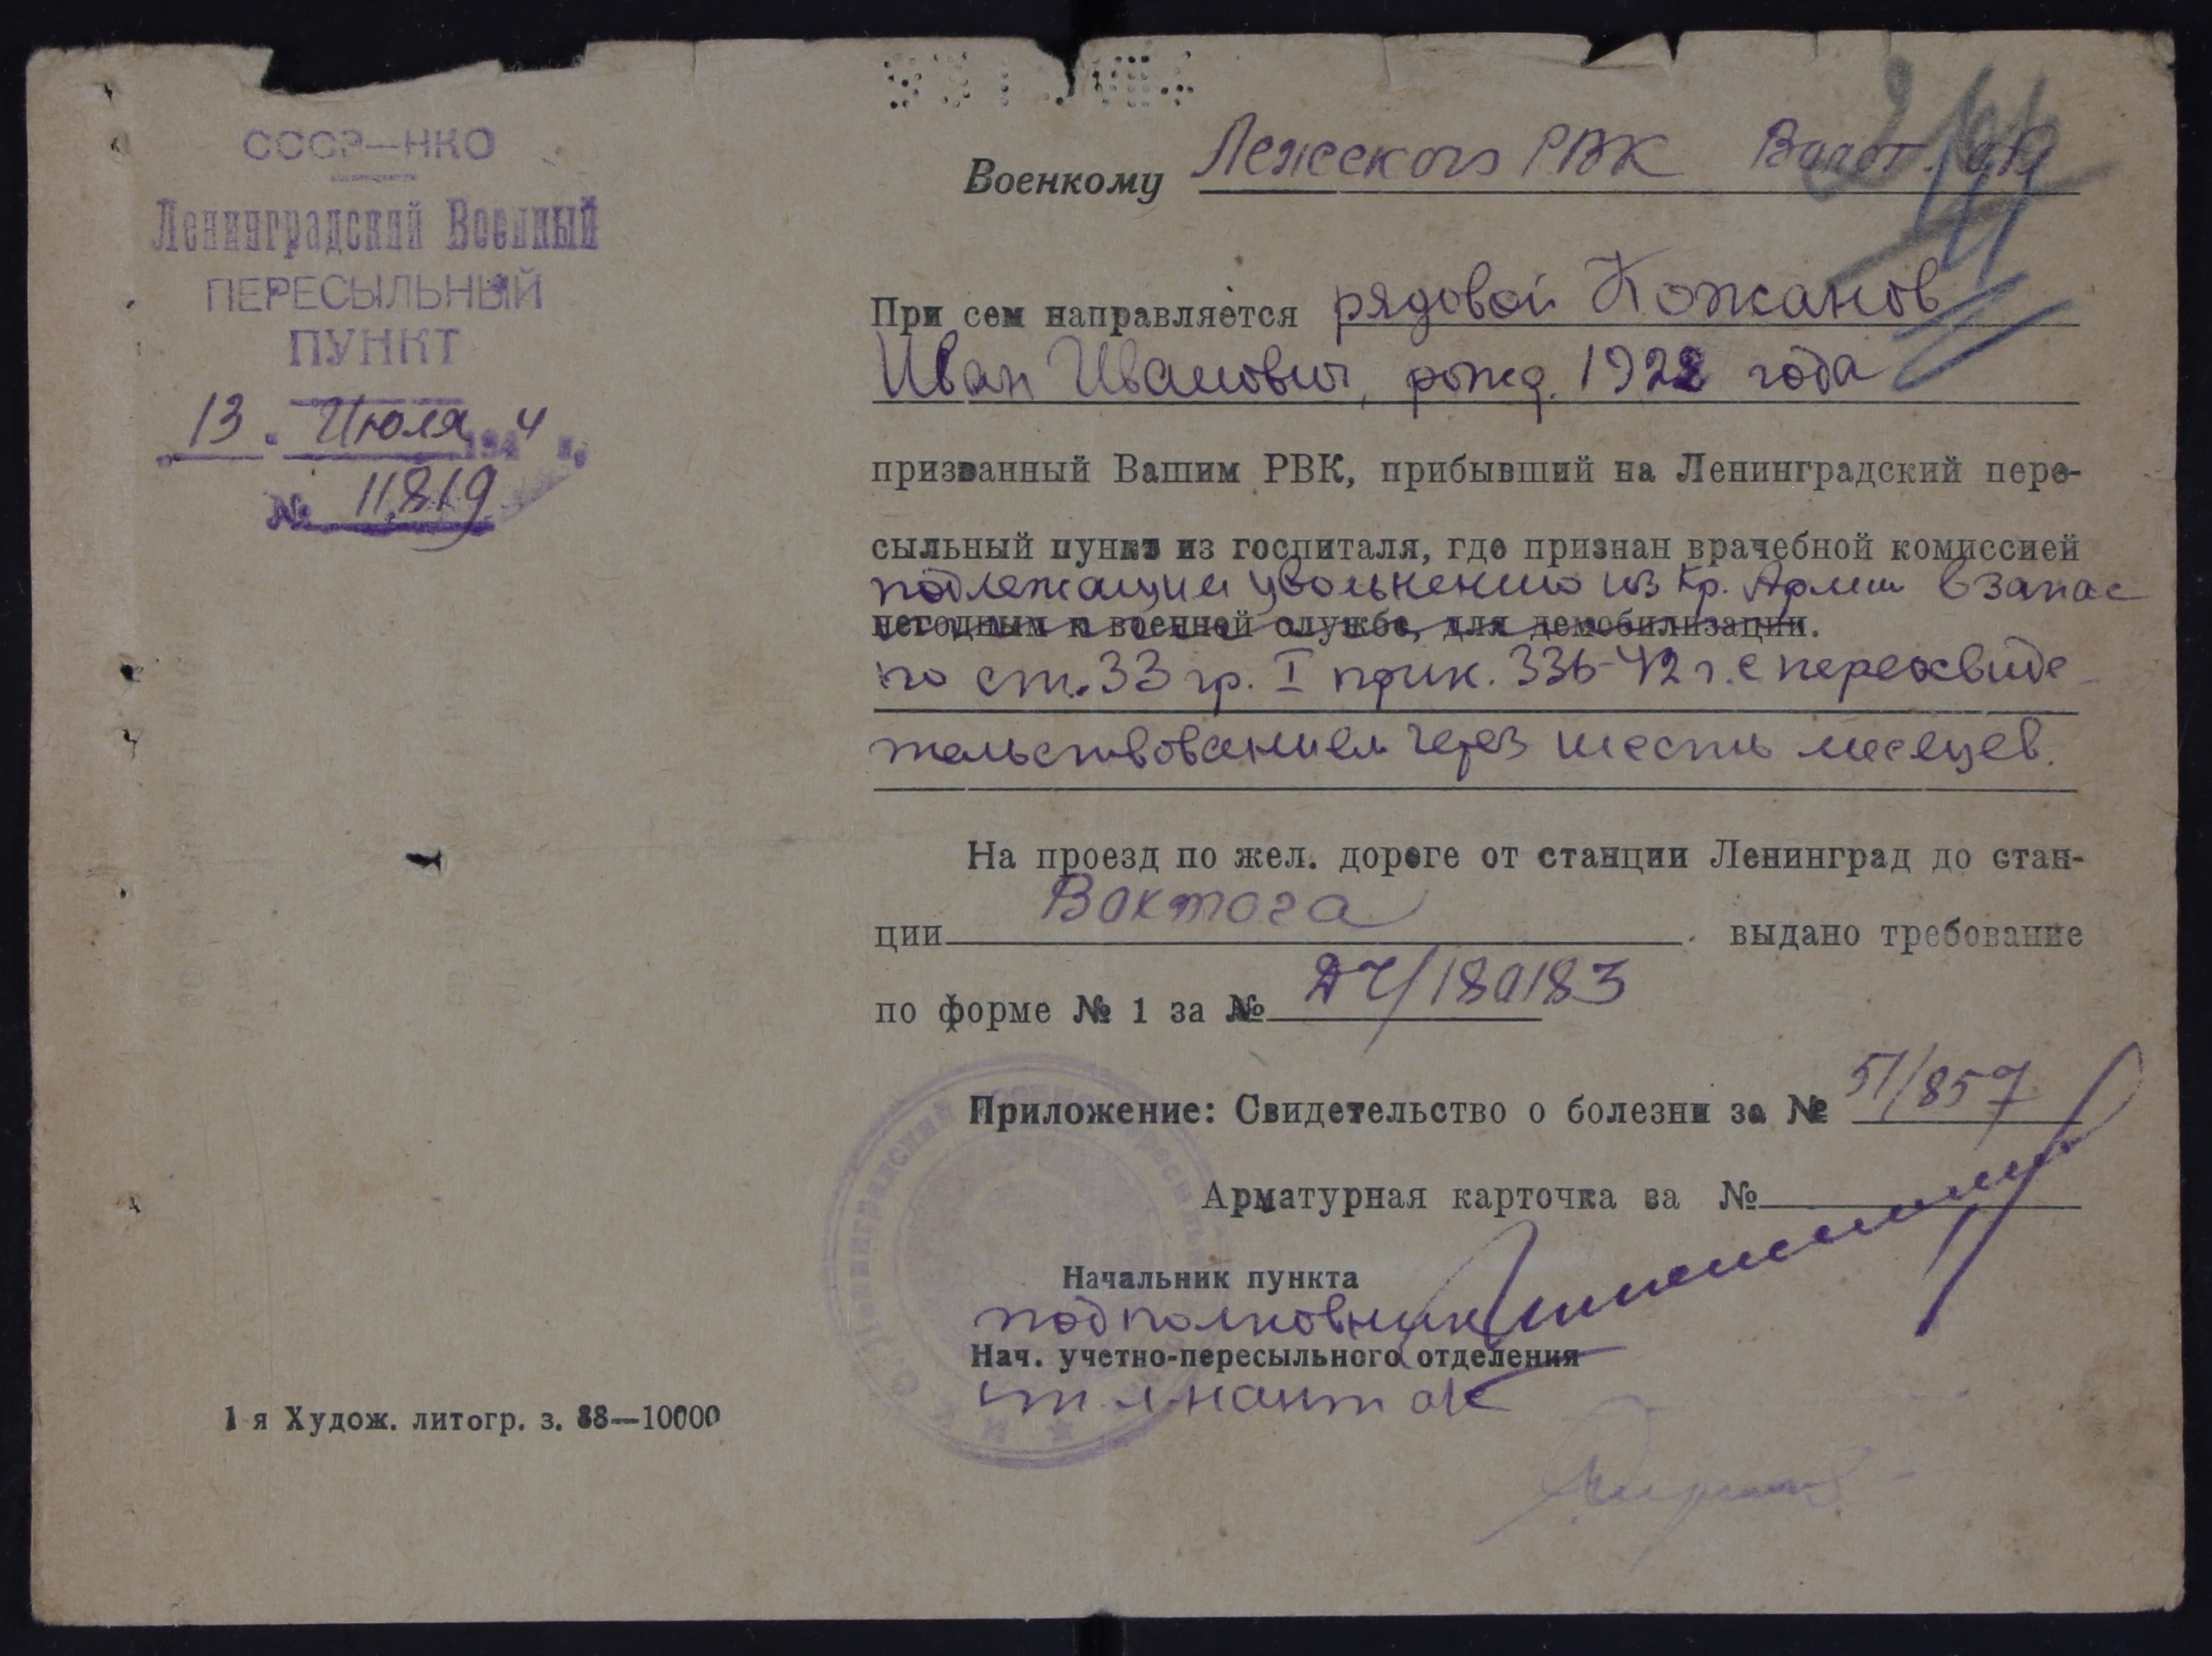 СССР—НКО
Ленинградский Военный
ПЕРЕСЫЛЬНЫЙ
ПУНКТ
13. Июля 1944 г.
№ 11819
Военкому Лежского РВК Волог. обл
При сем направляется рядовой Кожанов
Иван Иванович, рожд. 1922 года
призванный Вашим РВК, прибывший на Ленинградский пере-
сыльный пункт из госпиталя, где признан врачебной комиссией
подлежащим увольнению из Кр. Армии в запас
негодным к военной службе, для демобилизации.
по ст. 33 гр. I прик. 336-42 г. с переосвиде-
тельствованием через шесть месяцев.
На проезд по жел. дороге от станции Ленинград до стан-
ции Вохтога выдано требование
по форме № 1 за № ДЧ/180183
Приложение: Свидетельство о болезни за № 51/857
Арматурная карточка за №
Начальник пункта
подполковник
Нач. учетно-пересыльного отделения
ст. л-нант а/с
1 я Худож. литогр. з. 88—10000